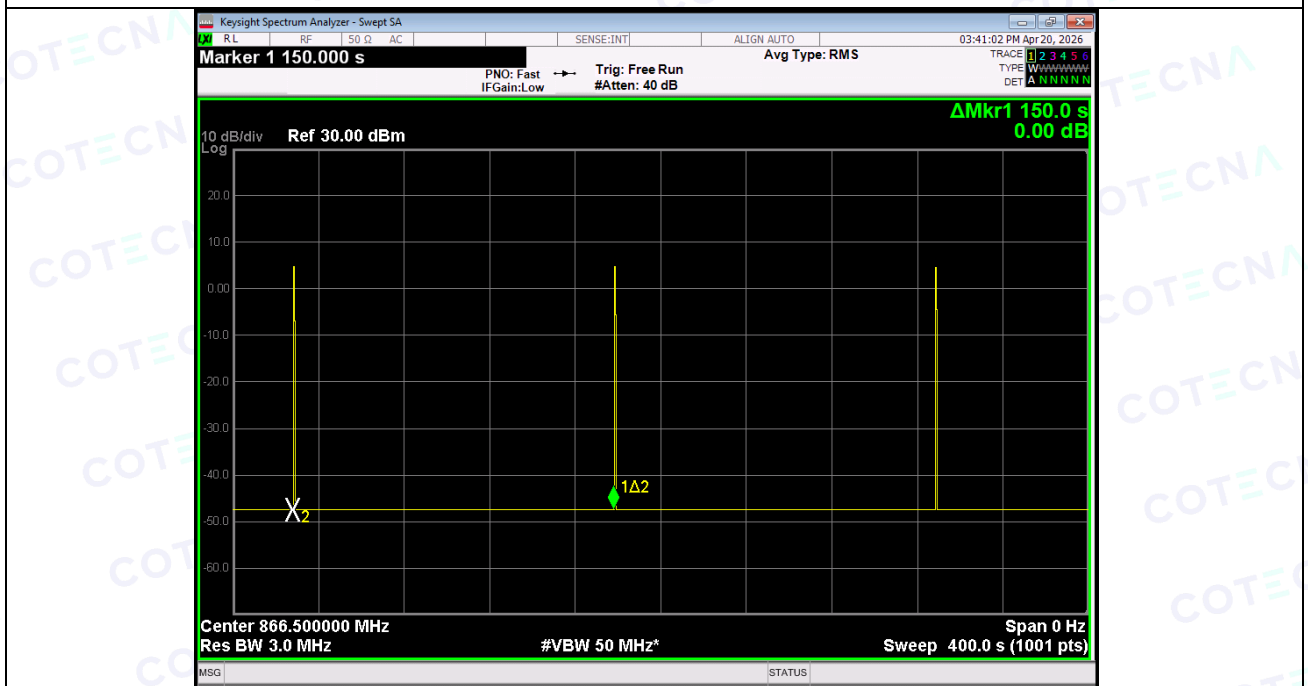 Keysight Spectrum Analyzer - Swept SA
LXI RL RF 50 Ω AC SENSE:INT ALIGN AUTO 03:41:02 PM Apr 20, 2026
Marker 1 150.000 s
Avg Type: RMS
TRACE 1 2 3 4 5 6
PNO: Fast Trig: Free Run
TYPE WWWWWW
IFGain:Low #Atten: 40 dB
DET A N N N N N
ΔMkr1 150.0 s
0.00 dB
10 dB/div Ref 30.00 dBm
Log
20.0
10.0
0.00
-10.0
-20.0
-30.0
-40.0
1Δ2
2
-50.0
-60.0
Center 866.500000 MHz Span 0 Hz
Res BW 3.0 MHz #VBW 50 MHz* Sweep 400.0 s (1001 pts)
MSG STATUS
COTECNA